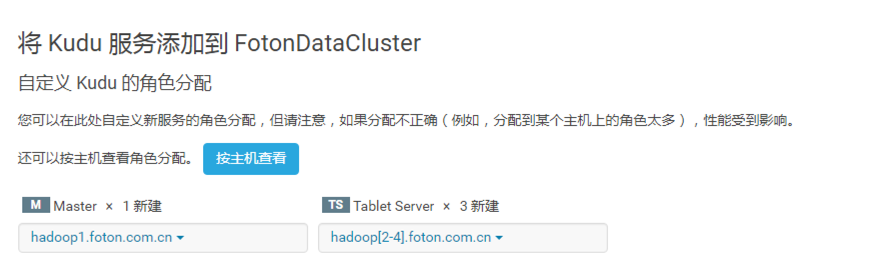 将 Kudu 服务添加到 FotonDataCluster
自定义 Kudu 的角色分配
您可以在此处自定义新服务的角色分配，但请注意，如果分配不正确（例如，分配到某个主机上的角色太多），性能受到影响。
还可以按主机查看角色分配。 按主机查看
M Master × 1 新建 TS Tablet Server × 3 新建
hadoop1.foton.com.cn hadoop[2-4].foton.com.cn